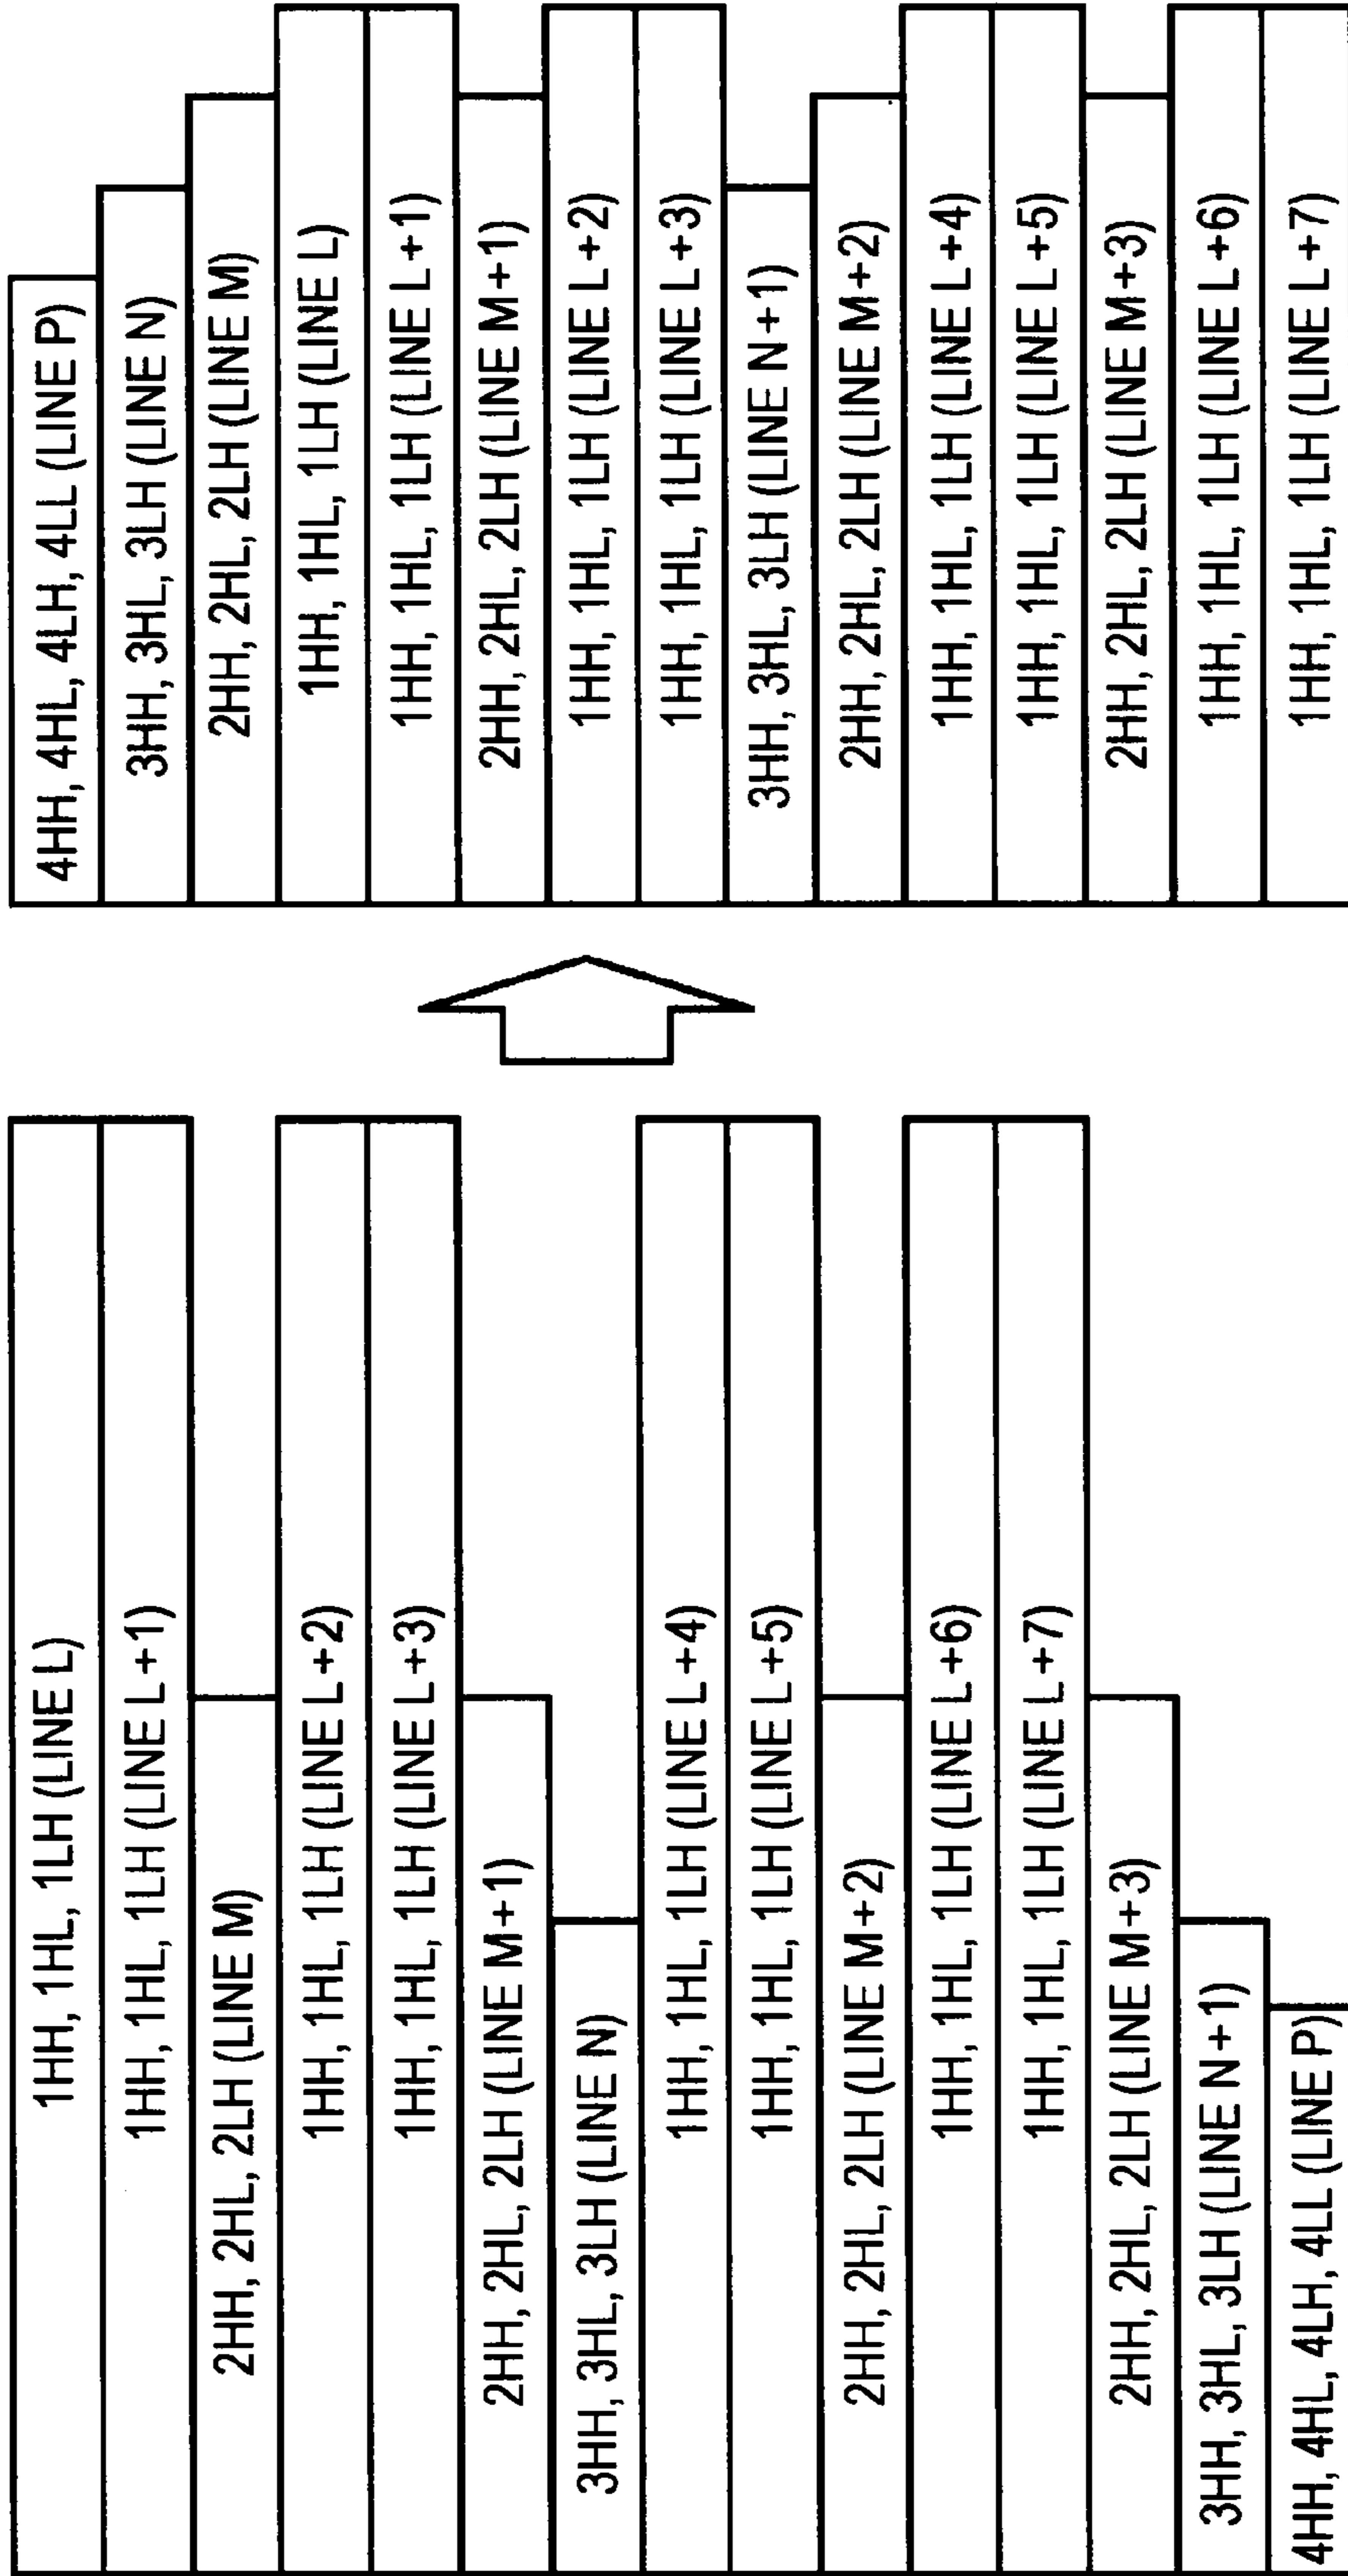 1HH, 1HL, 1LH (LINE L)
1HH, 1HL, 1LH (LINE L+1)
2HH, 2HL, 2LH (LINE M)
1HH, 1HL, 1LH (LINE L+2)
1HH, 1HL, 1LH (LINE L+3)
2HH, 2HL, 2LH (LINE M+1)
3HH, 3HL, 3LH (LINE N)
1HH, 1HL, 1LH (LINE L+4)
1HH, 1HL, 1LH (LINE L+5)
2HH, 2HL, 2LH (LINE M+2)
1HH, 1HL, 1LH (LINE L+6)
1HH, 1HL, 1LH (LINE L+7)
2HH, 2HL, 2LH (LINE M+3)
3HH, 3HL, 3LH (LINE N+1)
4HH, 4HL, 4LH, 4LL (LINE P)
4HH, 4HL, 4LH, 4LL (LINE P)
3HH, 3HL, 3LH (LINE N)
2HH, 2HL, 2LH (LINE M)
1HH, 1HL, 1LH (LINE L)
1HH, 1HL, 1LH (LINE L+1)
2HH, 2HL, 2LH (LINE M+1)
1HH, 1HL, 1LH (LINE L+2)
1HH, 1HL, 1LH (LINE L+3)
3HH, 3HL, 3LH (LINE N+1)
2HH, 2HL, 2LH (LINE M+2)
1HH, 1HL, 1LH (LINE L+4)
1HH, 1HL, 1LH (LINE L+5)
2HH, 2HL, 2LH (LINE M+3)
1HH, 1HL, 1LH (LINE L+6)
1HH, 1HL, 1LH (LINE L+7)